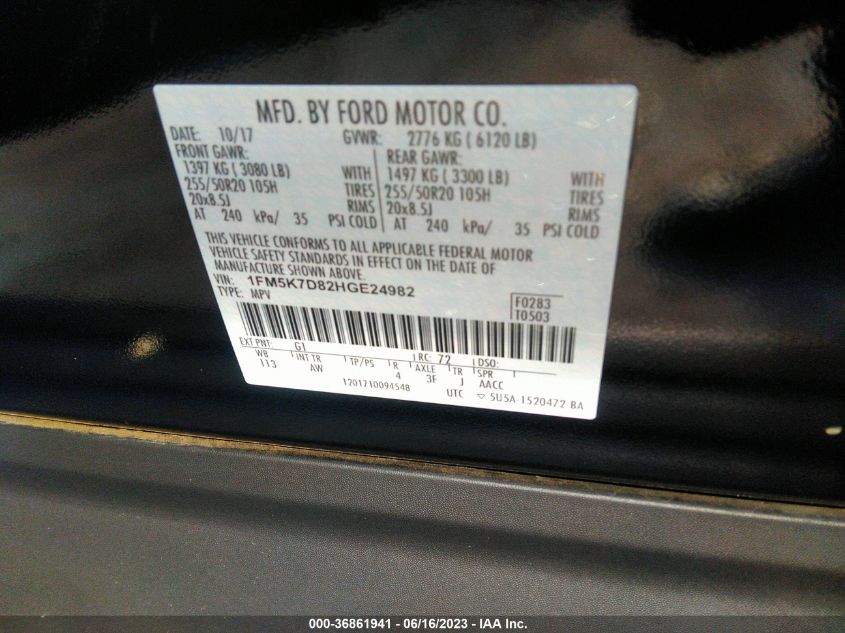 MFD. BY FORD MOTOR CO.
DATE: 10/17 GVWR: 2776 KG ( 6120 LB)
FRONT GAWR: REAR GAWR:
1397 KG ( 3080 LB) WITH 1497 KG ( 3300 LB) WITH
255/50R20 105H TIRES 255/50R20 105H TIRES
20x8.5J RIMS 20x8.5J RIMS
AT 240 kPa/ 35 PSI COLD AT 240 kPa/ 35 PSI COLD
THIS VEHICLE CONFORMS TO ALL APPLICABLE FEDERAL MOTOR
VEHICLE SAFETY STANDARDS IN EFFECT ON THE DATE OF
MANUFACTURE SHOWN ABOVE.
VIN: 1FM5K7D82HGE24982
TYPE: MPV
F0283
T0503
EXT PNT: G1 RC: 72 DSO:
WB INT TR TP/PS R AXLE TR SPR
113 AW 4 3F J AACC
120171009454B UTC ▽ 5U5A-1520472-BA
000-36861941 - 06/16/2023 - IAA Inc.